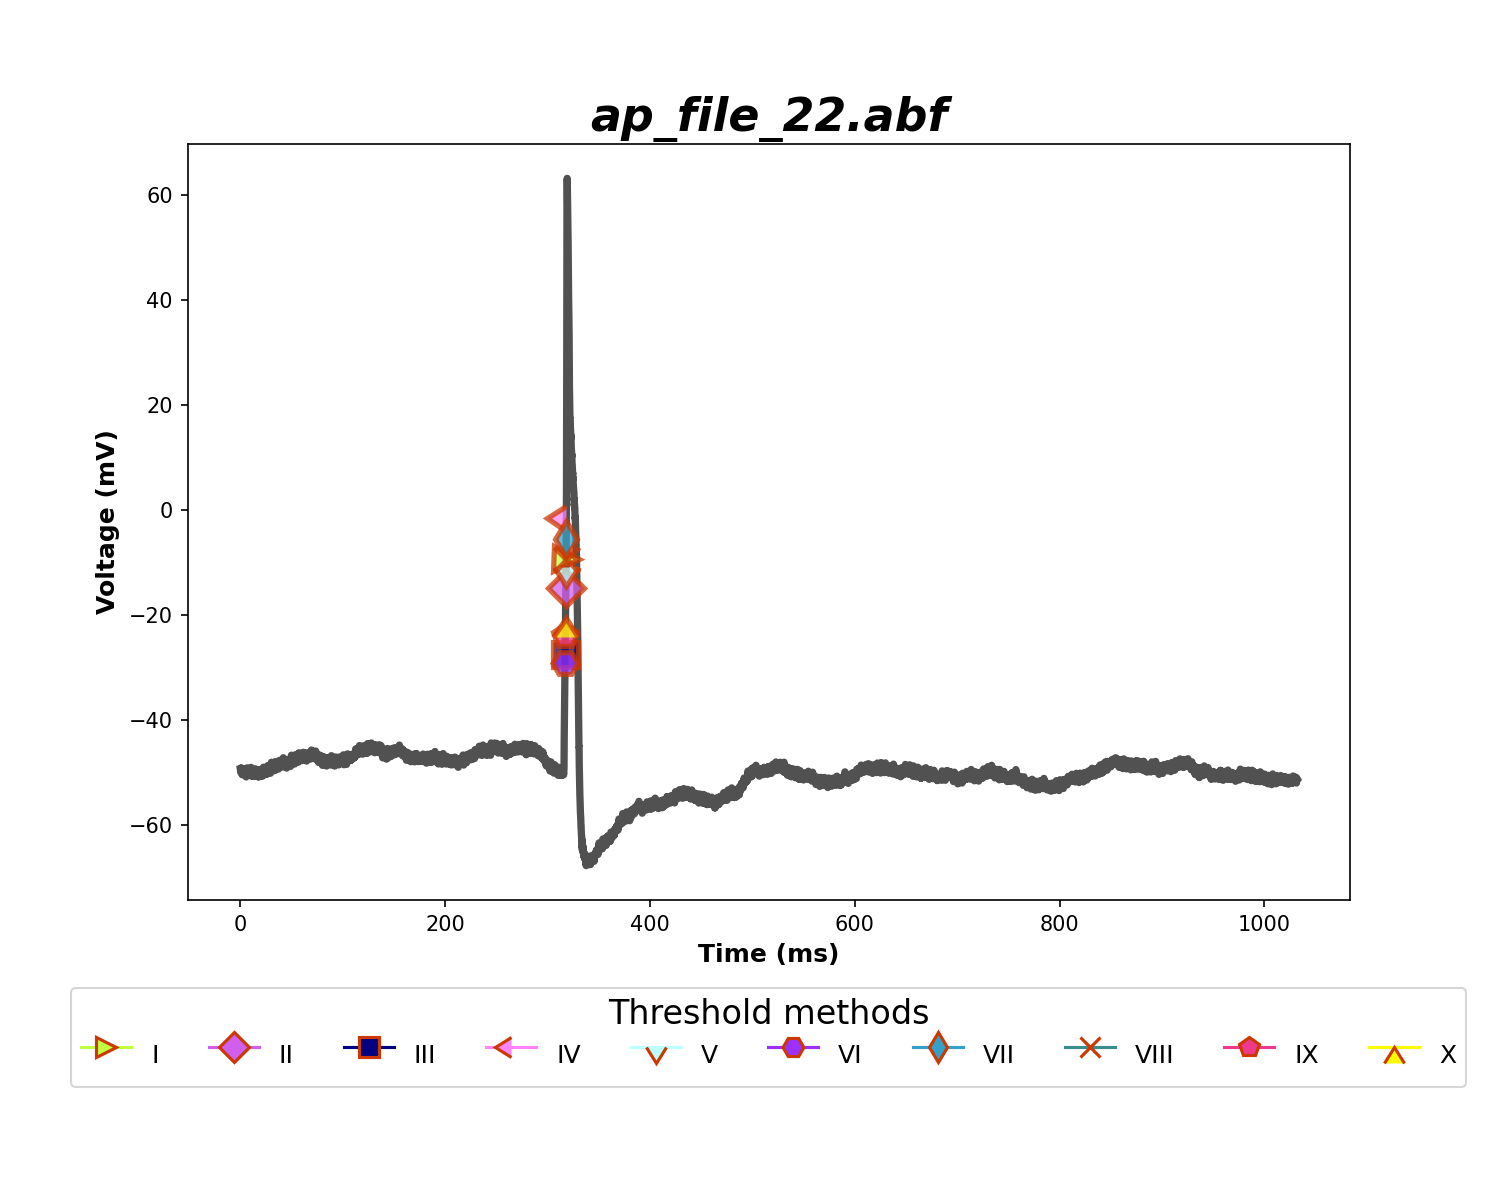 ap_file_22.abf
Voltage (mV)
60
40
20
0
−20
−40
−60
0 200 400 600 800 1000
Time (ms)
Threshold methods
I II III IV V VI VII VIII IX X